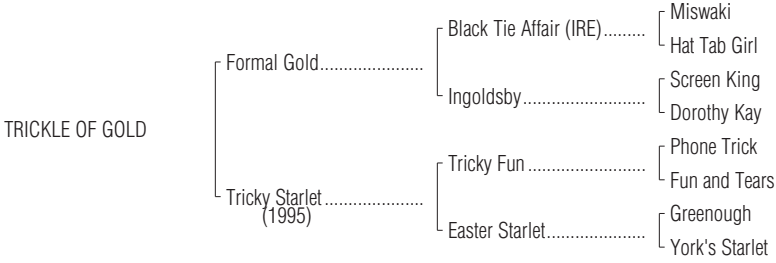 Miswaki
Black Tie Affair (IRE).........
Hat Tab Girl
Formal Gold......................
Screen King
Ingoldsby..........................
Dorothy Kay
TRICKLE OF GOLD
Phone Trick
Tricky Fun.........................
Fun and Tears
Tricky Starlet.....................
(1995)
Greenough
Easter Starlet.....................
York's Starlet